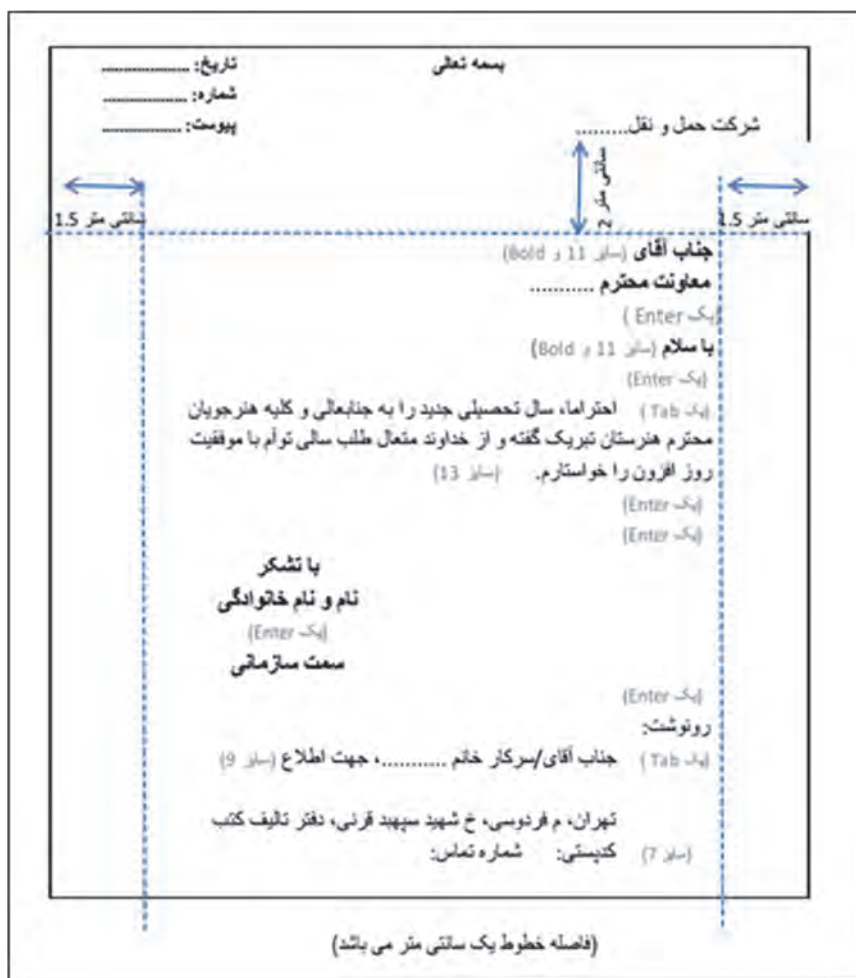 بسمه تعالی
تاریخ: ..................
شماره: ..................
پیوست: .................
شرکت حمل و نقل.........
2 سانتی متر
1.5 سانتی متر
1.5 سانتی متر
جناب آقای (سایز 11 و Bold)
معاونت محترم ...........
(یک Enter )
با سلام (سایز 11 و Bold)
(یک Enter)
(یک Tab ) احتراما، سال تحصیلی جدید را به جنابعالی و کلیه هنرجویان
محترم هنرستان تبریک گفته و از خداوند متعال طلب سالی توأم با موفقیت
روز افزون را خواستارم. (سایز 13)
(یک Enter)
(یک Enter)
با تشکر
نام و نام خانوادگی
(یک Enter)
سمت سازمانی
(یک Enter)
رونوشت:
(یک Tab ) جناب آقای/سرکار خانم ...........، جهت اطلاع (سایز 9)
تهران، م فردوسی، خ شهید سپهبد قرنی، دفتر تالیف کتب
(سایز 7) کدپستی: شماره تماس:
(فاصله خطوط یک سانتی متر می باشد)